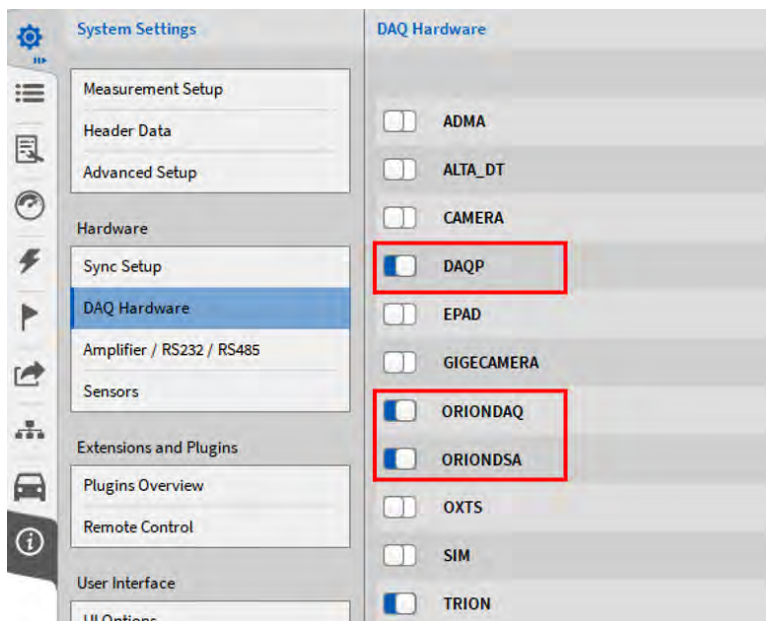 System Settings
Measurement Setup
Header Data
Advanced Setup
Hardware
Sync Setup
DAQ Hardware
Amplifier / RS232 / RS485
Sensors
Extensions and Plugins
Plugins Overview
Remote Control
User Interface
UI Options
DAQ Hardware
ADMA
ALTA_DT
CAMERA
DAQP
EPAD
GIGECAMERA
ORIONDAQ
ORIONDSA
OXTS
SIM
TRION